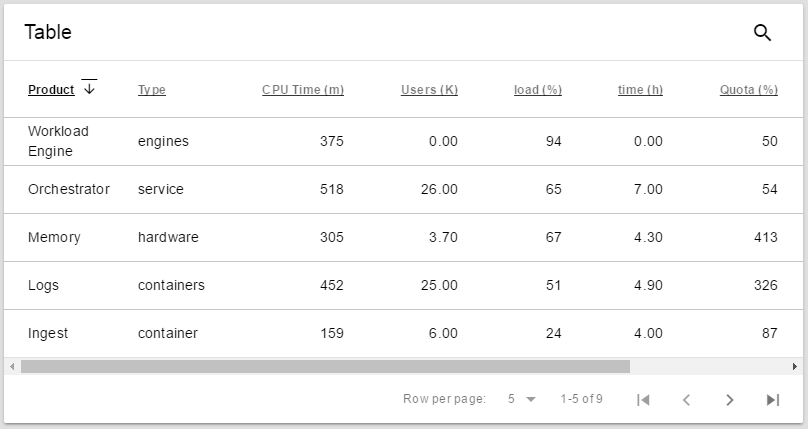 Table
Product Type CPU Time (m) Users (K) load (%) time (h) Quota (%)
Workload
Engine engines 375 0.00 94 0.00 50
Orchestrator service 518 26.00 65 7.00 54
Memory hardware 305 3.70 67 4.30 413
Logs containers 452 25.00 51 4.90 326
Ingest container 159 6.00 24 4.00 87
Row per page: 5 1-5 of 9